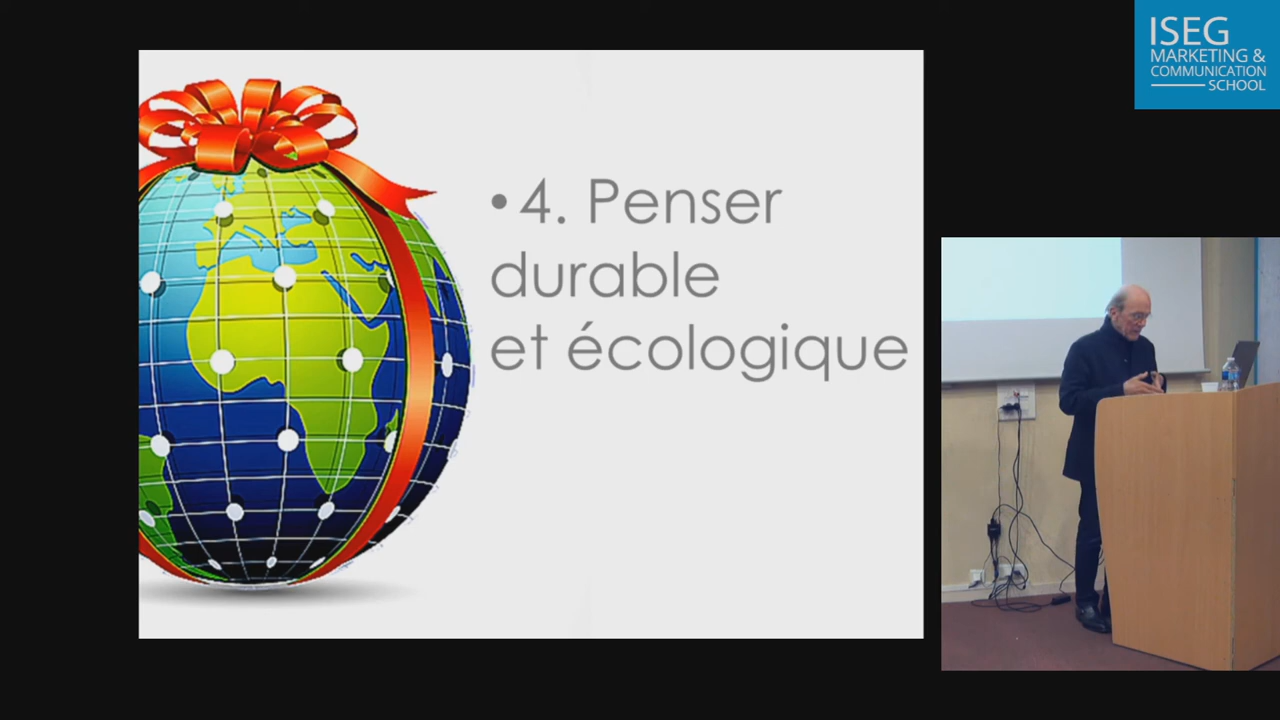 ISEG
MARKETING &
COMMUNICATION
SCHOOL
• 4. Penser
durable
et écologique